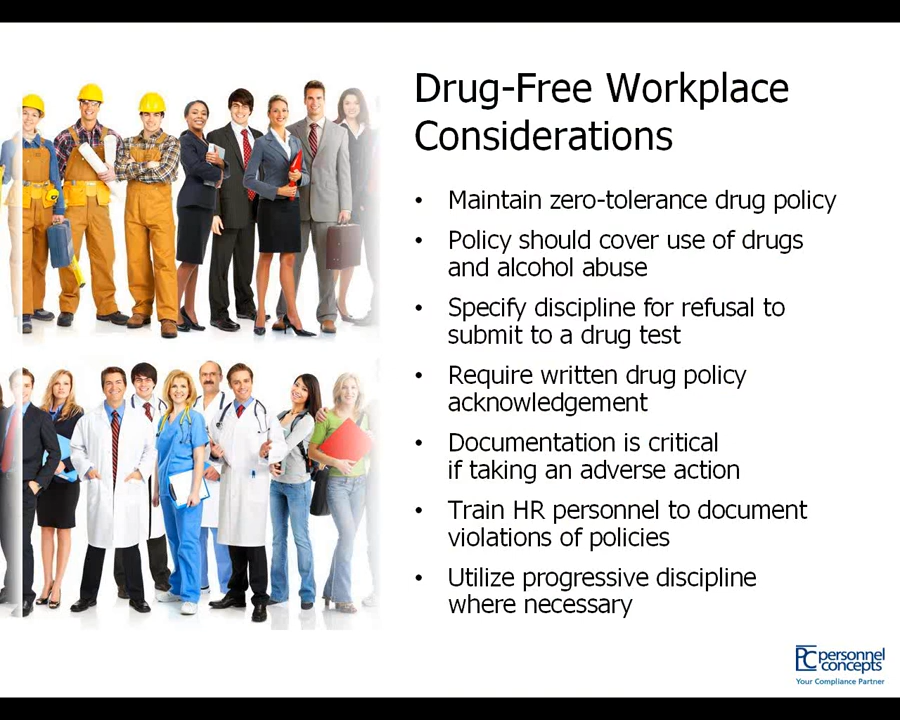 Drug-Free Workplace
Considerations
• Maintain zero-tolerance drug policy
• Policy should cover use of drugs
and alcohol abuse
• Specify discipline for refusal to
submit to a drug test
• Require written drug policy
acknowledgement
• Documentation is critical
if taking an adverse action
• Train HR personnel to document
violations of policies
• Utilize progressive discipline
where necessary
PC personnel
concepts
Your Compliance Partner